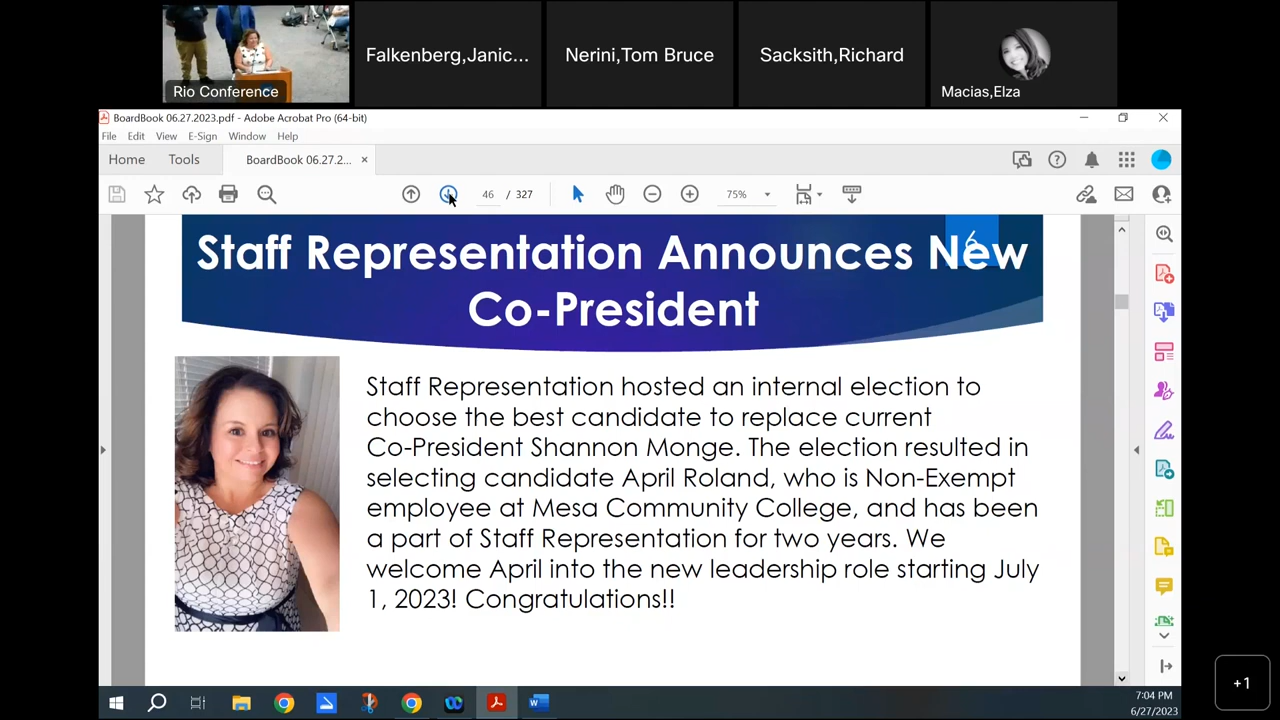 Rio Conference
Falkenberg,Janic...
Nerini,Tom Bruce
Sacksith,Richard
Macias,Elza
BoardBook 06.27.2023.pdf - Adobe Acrobat Pro (64-bit)
File Edit View E-Sign Window Help
Home Tools BoardBook 06.27.2... ×
46 / 327 75%
6
Staff Representation Announces New
Co-President
Staff Representation hosted an internal election to
choose the best candidate to replace current
Co-President Shannon Monge. The election resulted in
selecting candidate April Roland, who is Non-Exempt
employee at Mesa Community College, and has been
a part of Staff Representation for two years. We
welcome April into the new leadership role starting July
1, 2023! Congratulations!!
+1
7:04 PM
6/27/2023